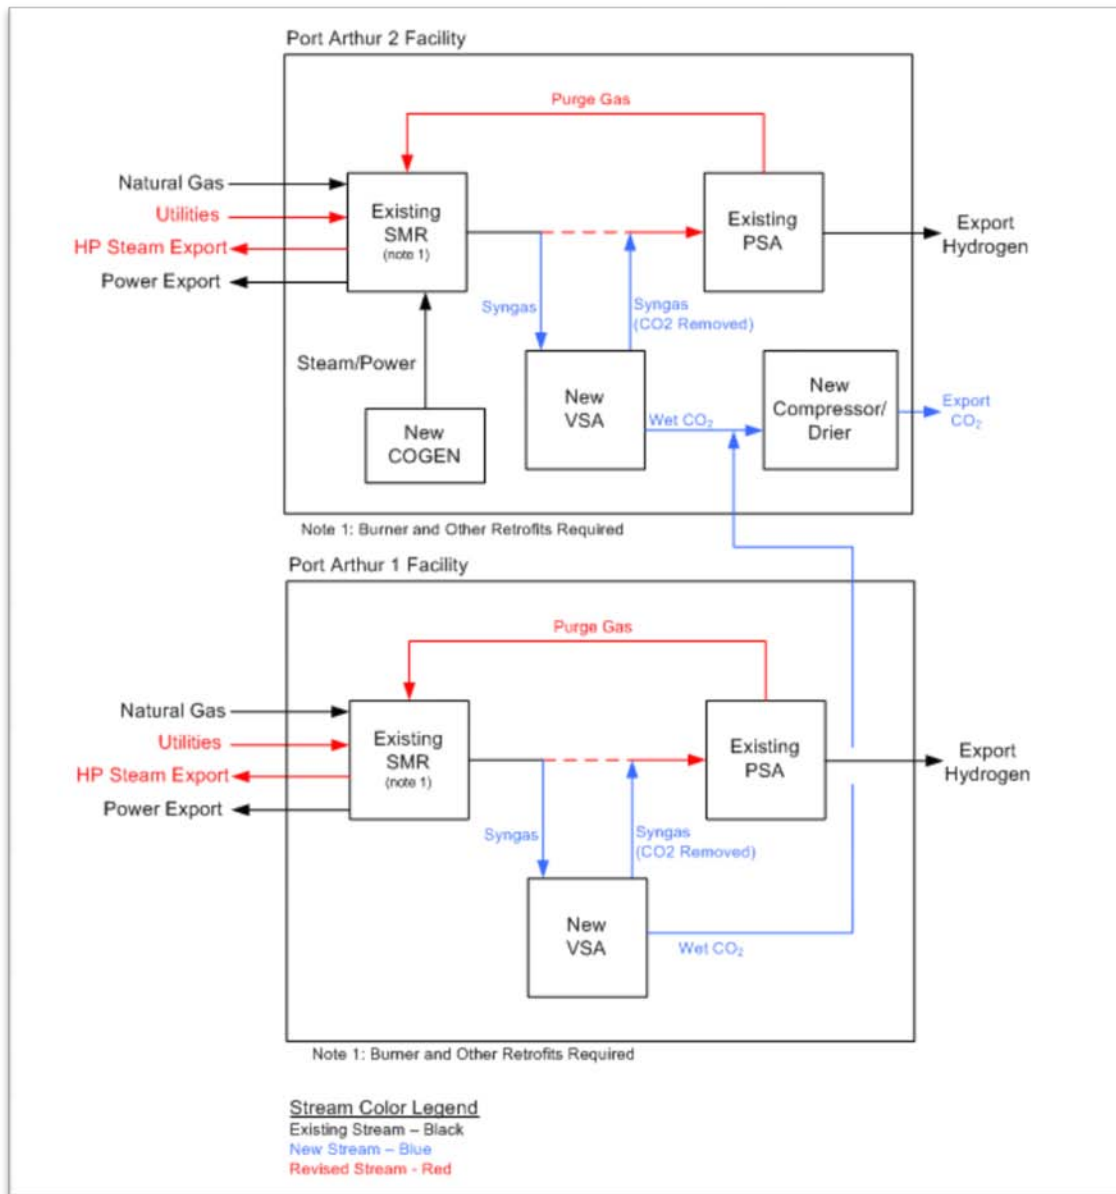 Port Arthur 2 Facility
Purge Gas
Natural Gas
Utilities
HP Steam Export
Power Export
Existing
SMR
(note 1)
Existing
PSA
Export
Hydrogen
Syngas
Syngas
(CO2 Removed)
Steam/Power
New
COGEN
New
VSA
Wet CO₂
New
Compressor/
Drier
Export
CO₂
Note 1: Burner and Other Retrofits Required
Port Arthur 1 Facility
Purge Gas
Natural Gas
Utilities
HP Steam Export
Power Export
Existing
SMR
(note 1)
Existing
PSA
Export
Hydrogen
Syngas
Syngas
(CO2 Removed)
New
VSA
Wet CO₂
Note 1: Burner and Other Retrofits Required
Stream Color Legend
Existing Stream – Black
New Stream – Blue
Revised Stream - Red